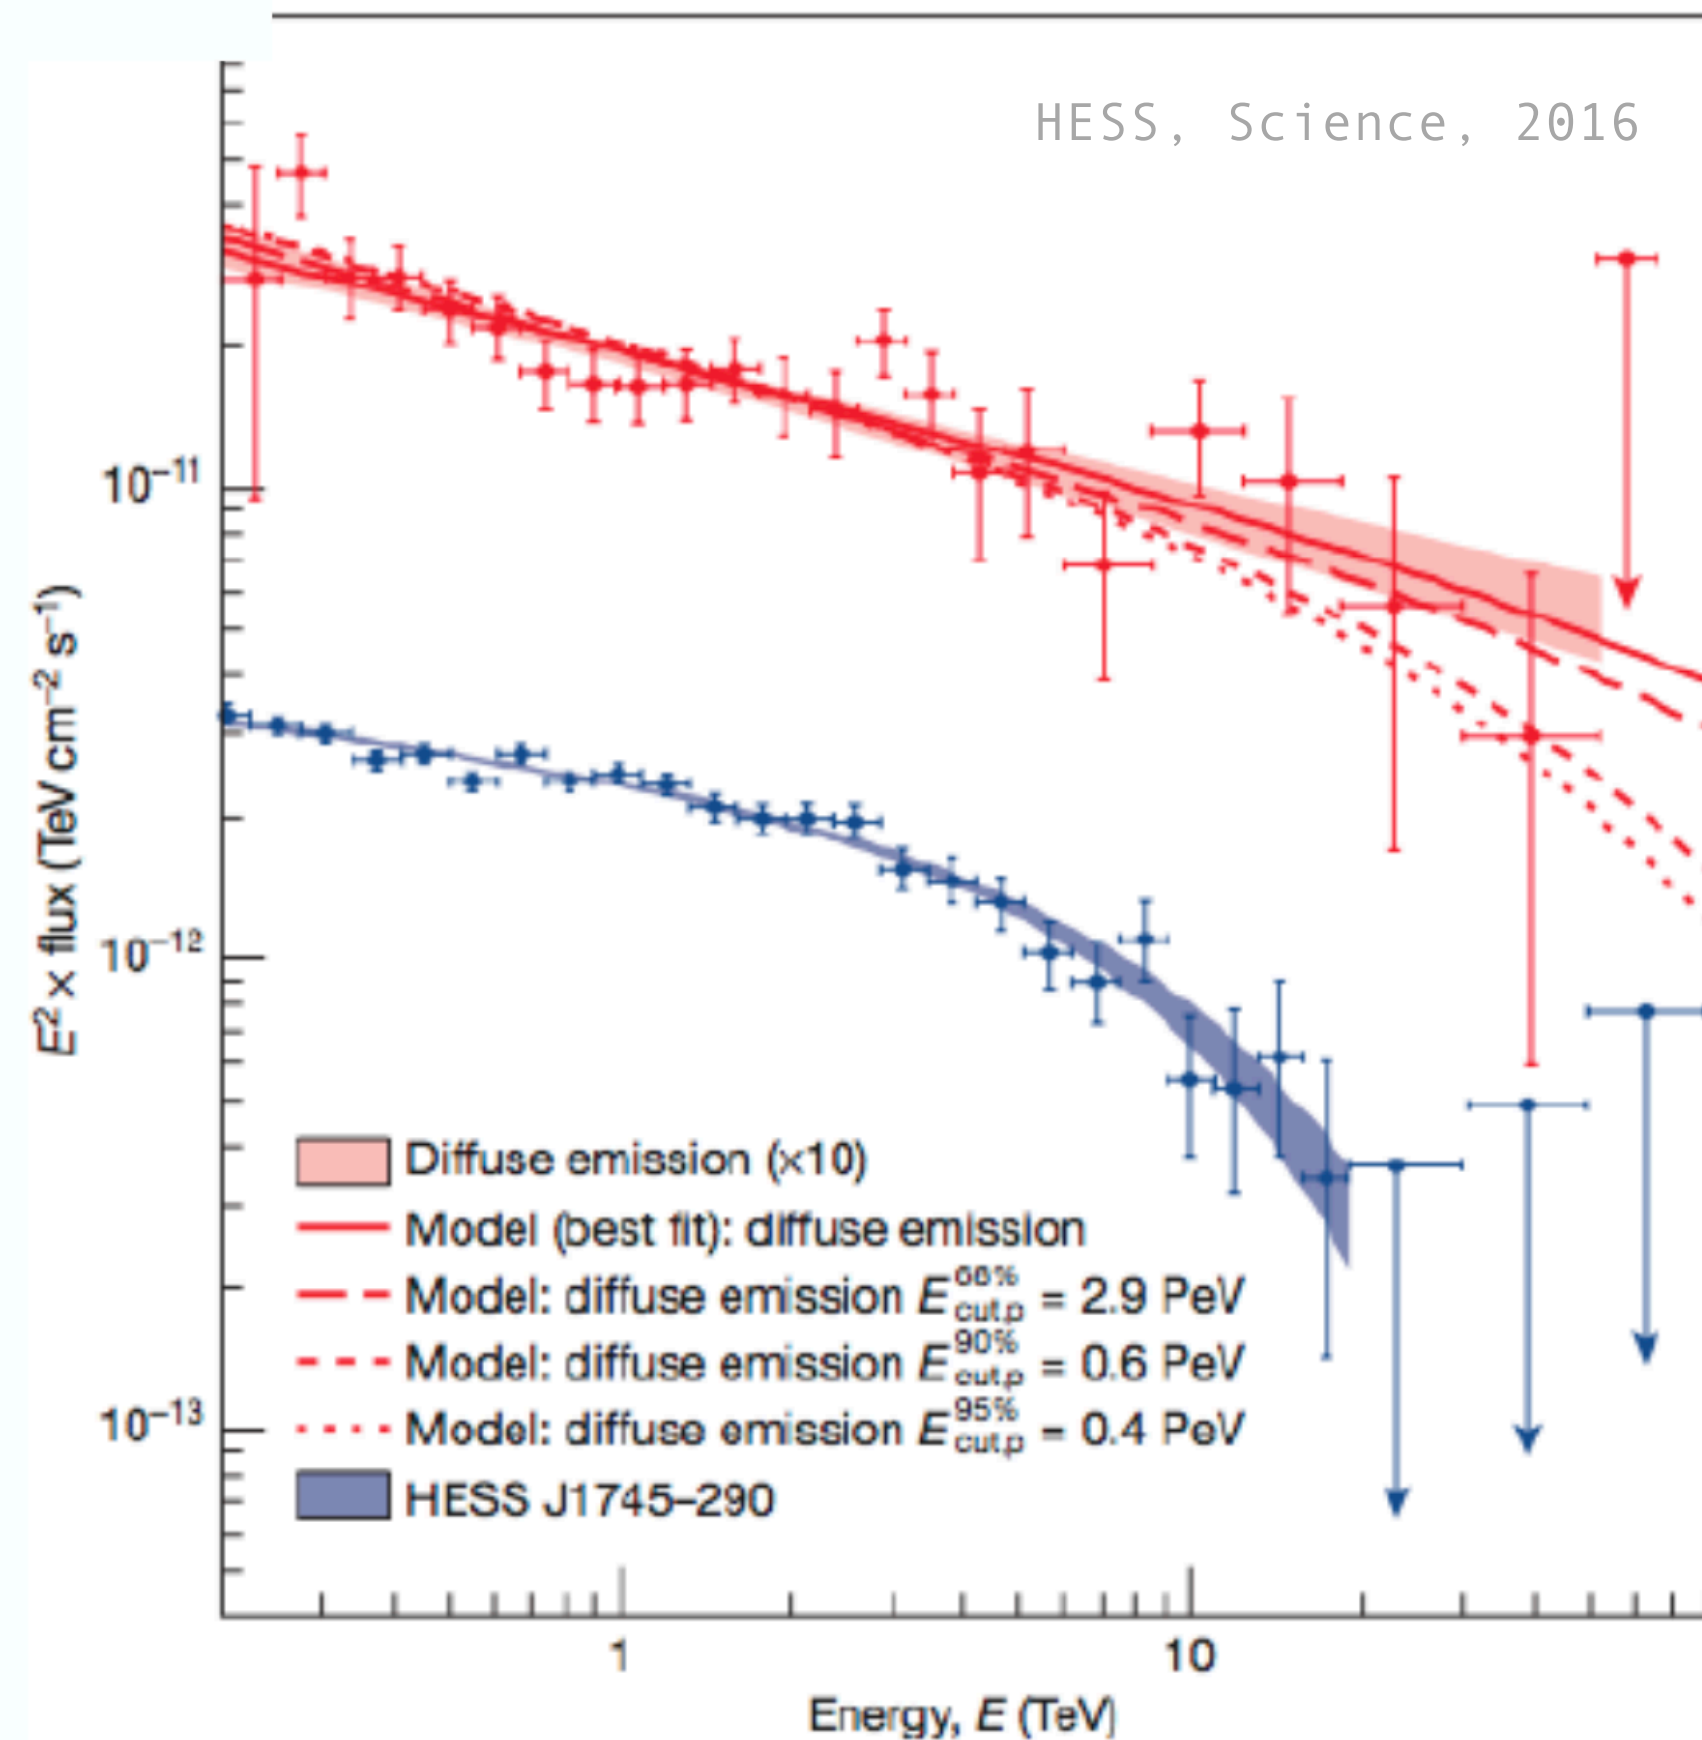 HESS, Science, 2016
10⁻¹¹
10⁻¹²
10⁻¹³
E² x flux (TeV cm⁻² s⁻¹)
Diffuse emission (×10)
Model (best fit): diffuse emission
Model: diffuse emission E^68%_cut,p = 2.9 PeV
Model: diffuse emission E^90%_cut,p = 0.6 PeV
Model: diffuse emission E^95%_cut,p = 0.4 PeV
HESS J1745–290
1 10
Energy, E (TeV)